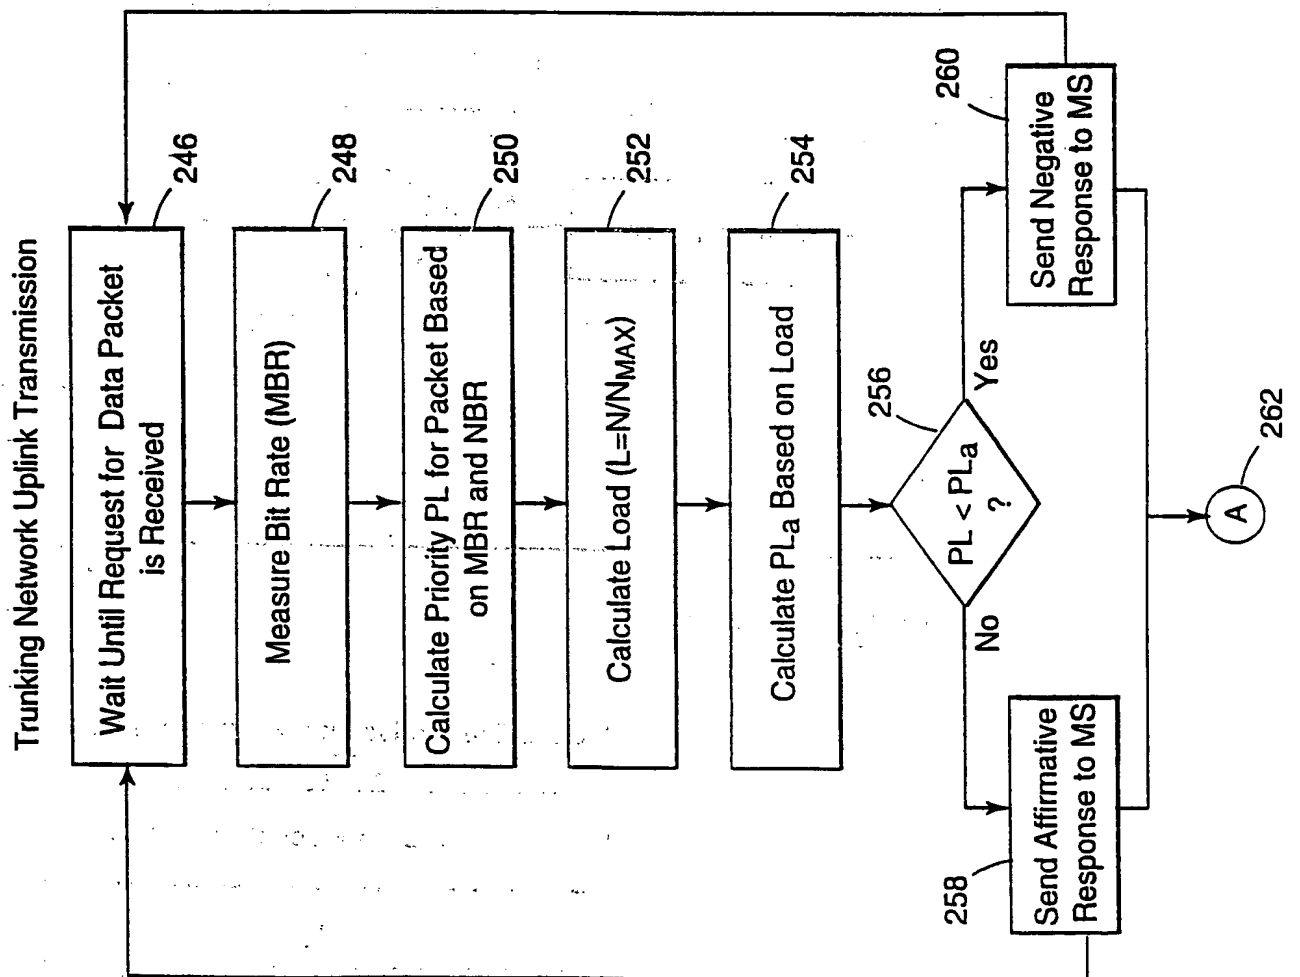 Trunking Network Uplink Transmission
Wait Until Request for Data Packet
is Received
246
Measure Bit Rate (MBR)
248
Calculate Priority PL for Packet Based
on MBR and NBR
250
Calculate Load (L=N/NMAX)
252
Calculate PLa Based on Load
254
PL < PLa
?
256
No
Yes
Send Affirmative
Response to MS
258
Send Negative
Response to MS
260
A
262